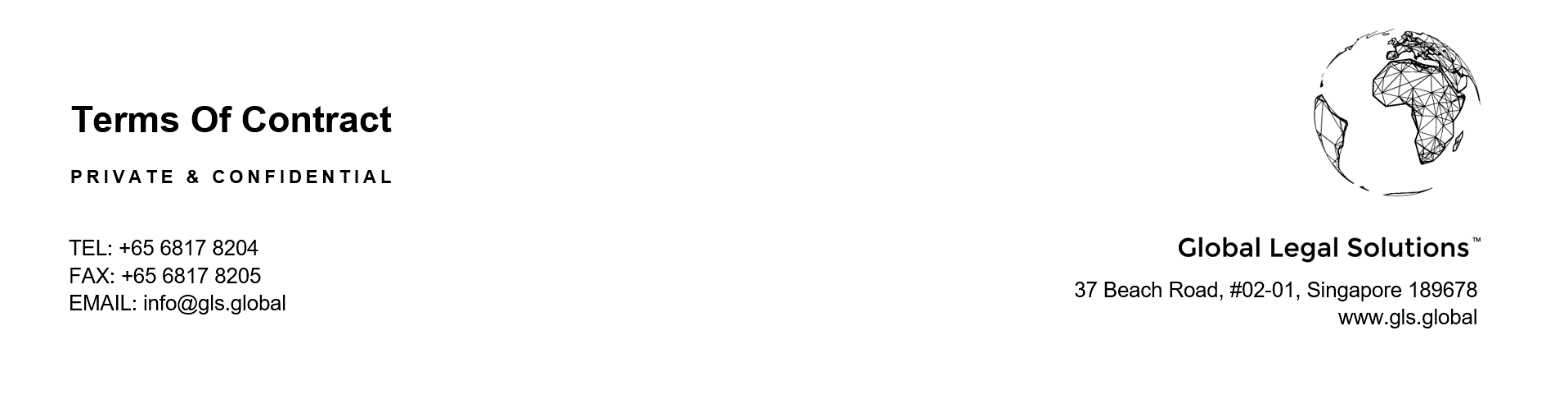 Terms Of Contract
PRIVATE & CONFIDENTIAL
TEL: +65 6817 8204
FAX: +65 6817 8205
EMAIL: info@gls.global
Global Legal Solutions™
37 Beach Road, #02-01, Singapore 189678
www.gls.global